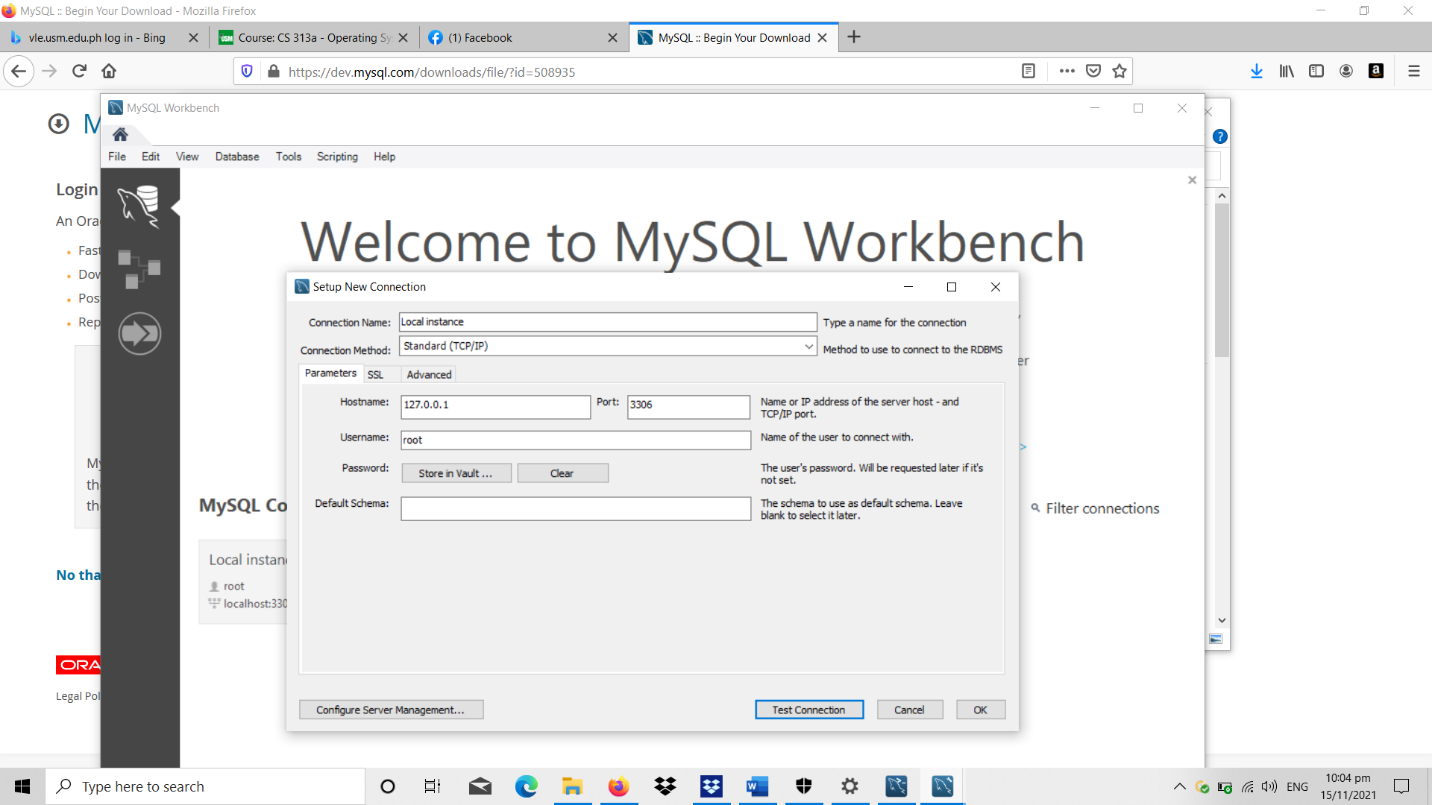 MySQL :: Begin Your Download - Mozilla Firefox
vle.usm.edu.ph log in - Bing
USM Course: CS 313a - Operating Sy
(1) Facebook
MySQL :: Begin Your Download
https://dev.mysql.com/downloads/file/?id=508935
M
Login
An Ora
Fast
Dow
Pos
Rep
My
the
the
No tha
ORA
Legal Pol
MySQL Workbench
File Edit View Database Tools Scripting Help
Welcome to MySQL Workbench
er
>
MySQL Co
Filter connections
Local instan
root
localhost:330
Setup New Connection
Connection Name: Local instance Type a name for the connection
Connection Method: Standard (TCP/IP) Method to use to connect to the RDBMS
Parameters SSL Advanced
Hostname: 127.0.0.1 Port: 3306 Name or IP address of the server host - and
TCP/IP port.
Username: root Name of the user to connect with.
Password: Store in Vault ... Clear The user's password. Will be requested later if it's
not set.
Default Schema: The schema to use as default schema. Leave
blank to select it later.
Configure Server Management... Test Connection Cancel OK
Type here to search
ENG
10:04 pm
15/11/2021